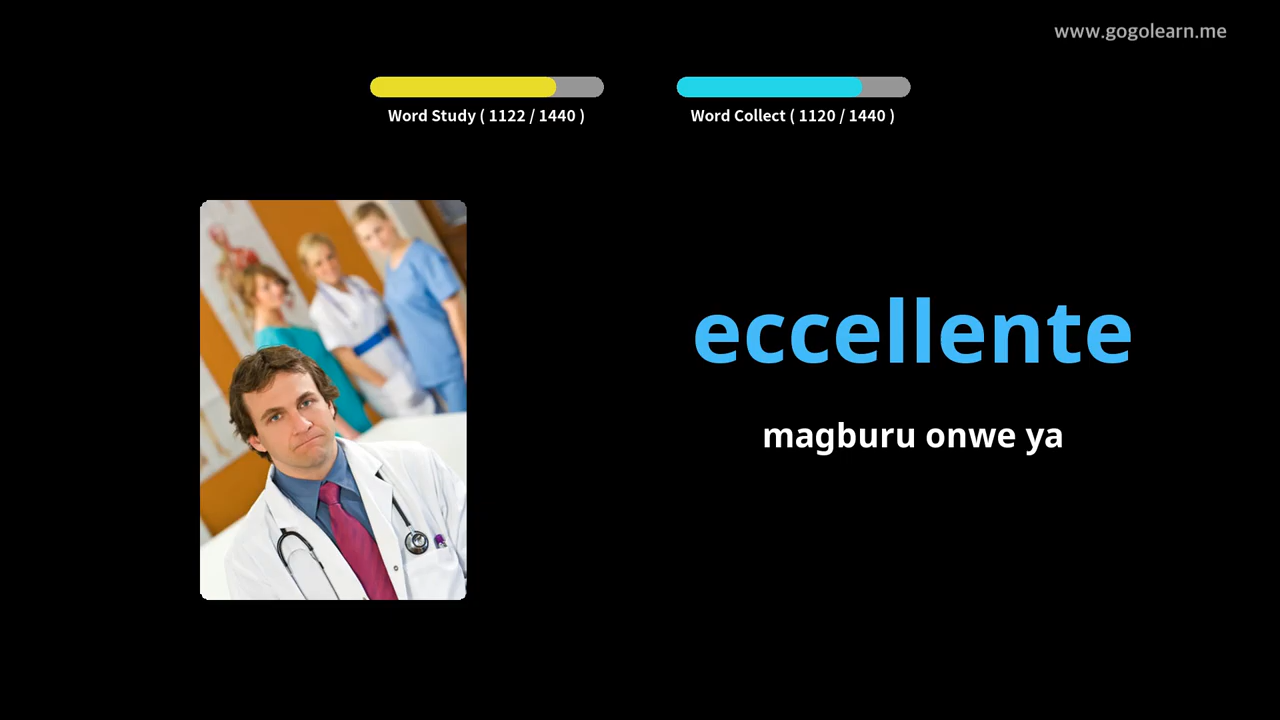 www.gogolearn.me
Word Study ( 1122 / 1440 )
Word Collect ( 1120 / 1440 )
eccellente
magburu onwe ya